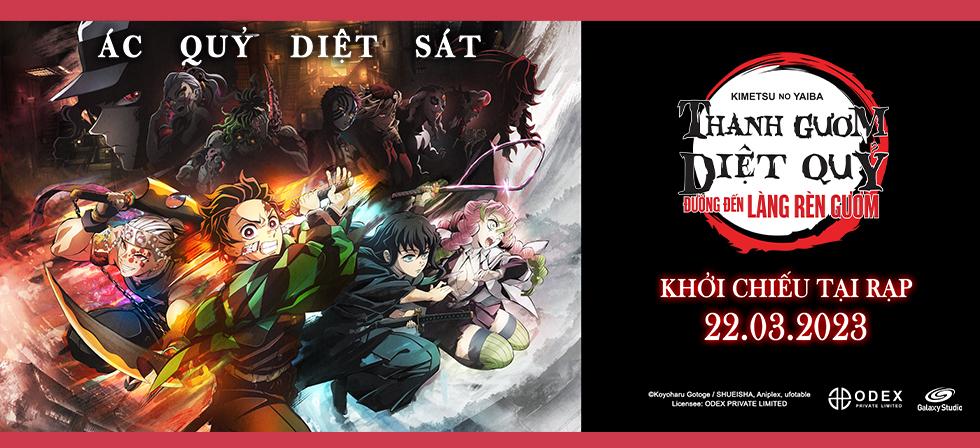 ÁC QUỶ DIỆT SÁT
KIMETSU NO YAIBA
THANH GƯƠM
DIỆT QUỶ
ĐƯỜNG ĐẾN LÀNG RÈN GƯƠM
KHỞI CHIẾU TẠI RẠP
22.03.2023
©Koyoharu Gotoge / SHUEISHA, Aniplex, ufotable
Licensee: ODEX PRIVATE LIMITED
ODEX
PRIVATE LIMITED
Galaxy Studio